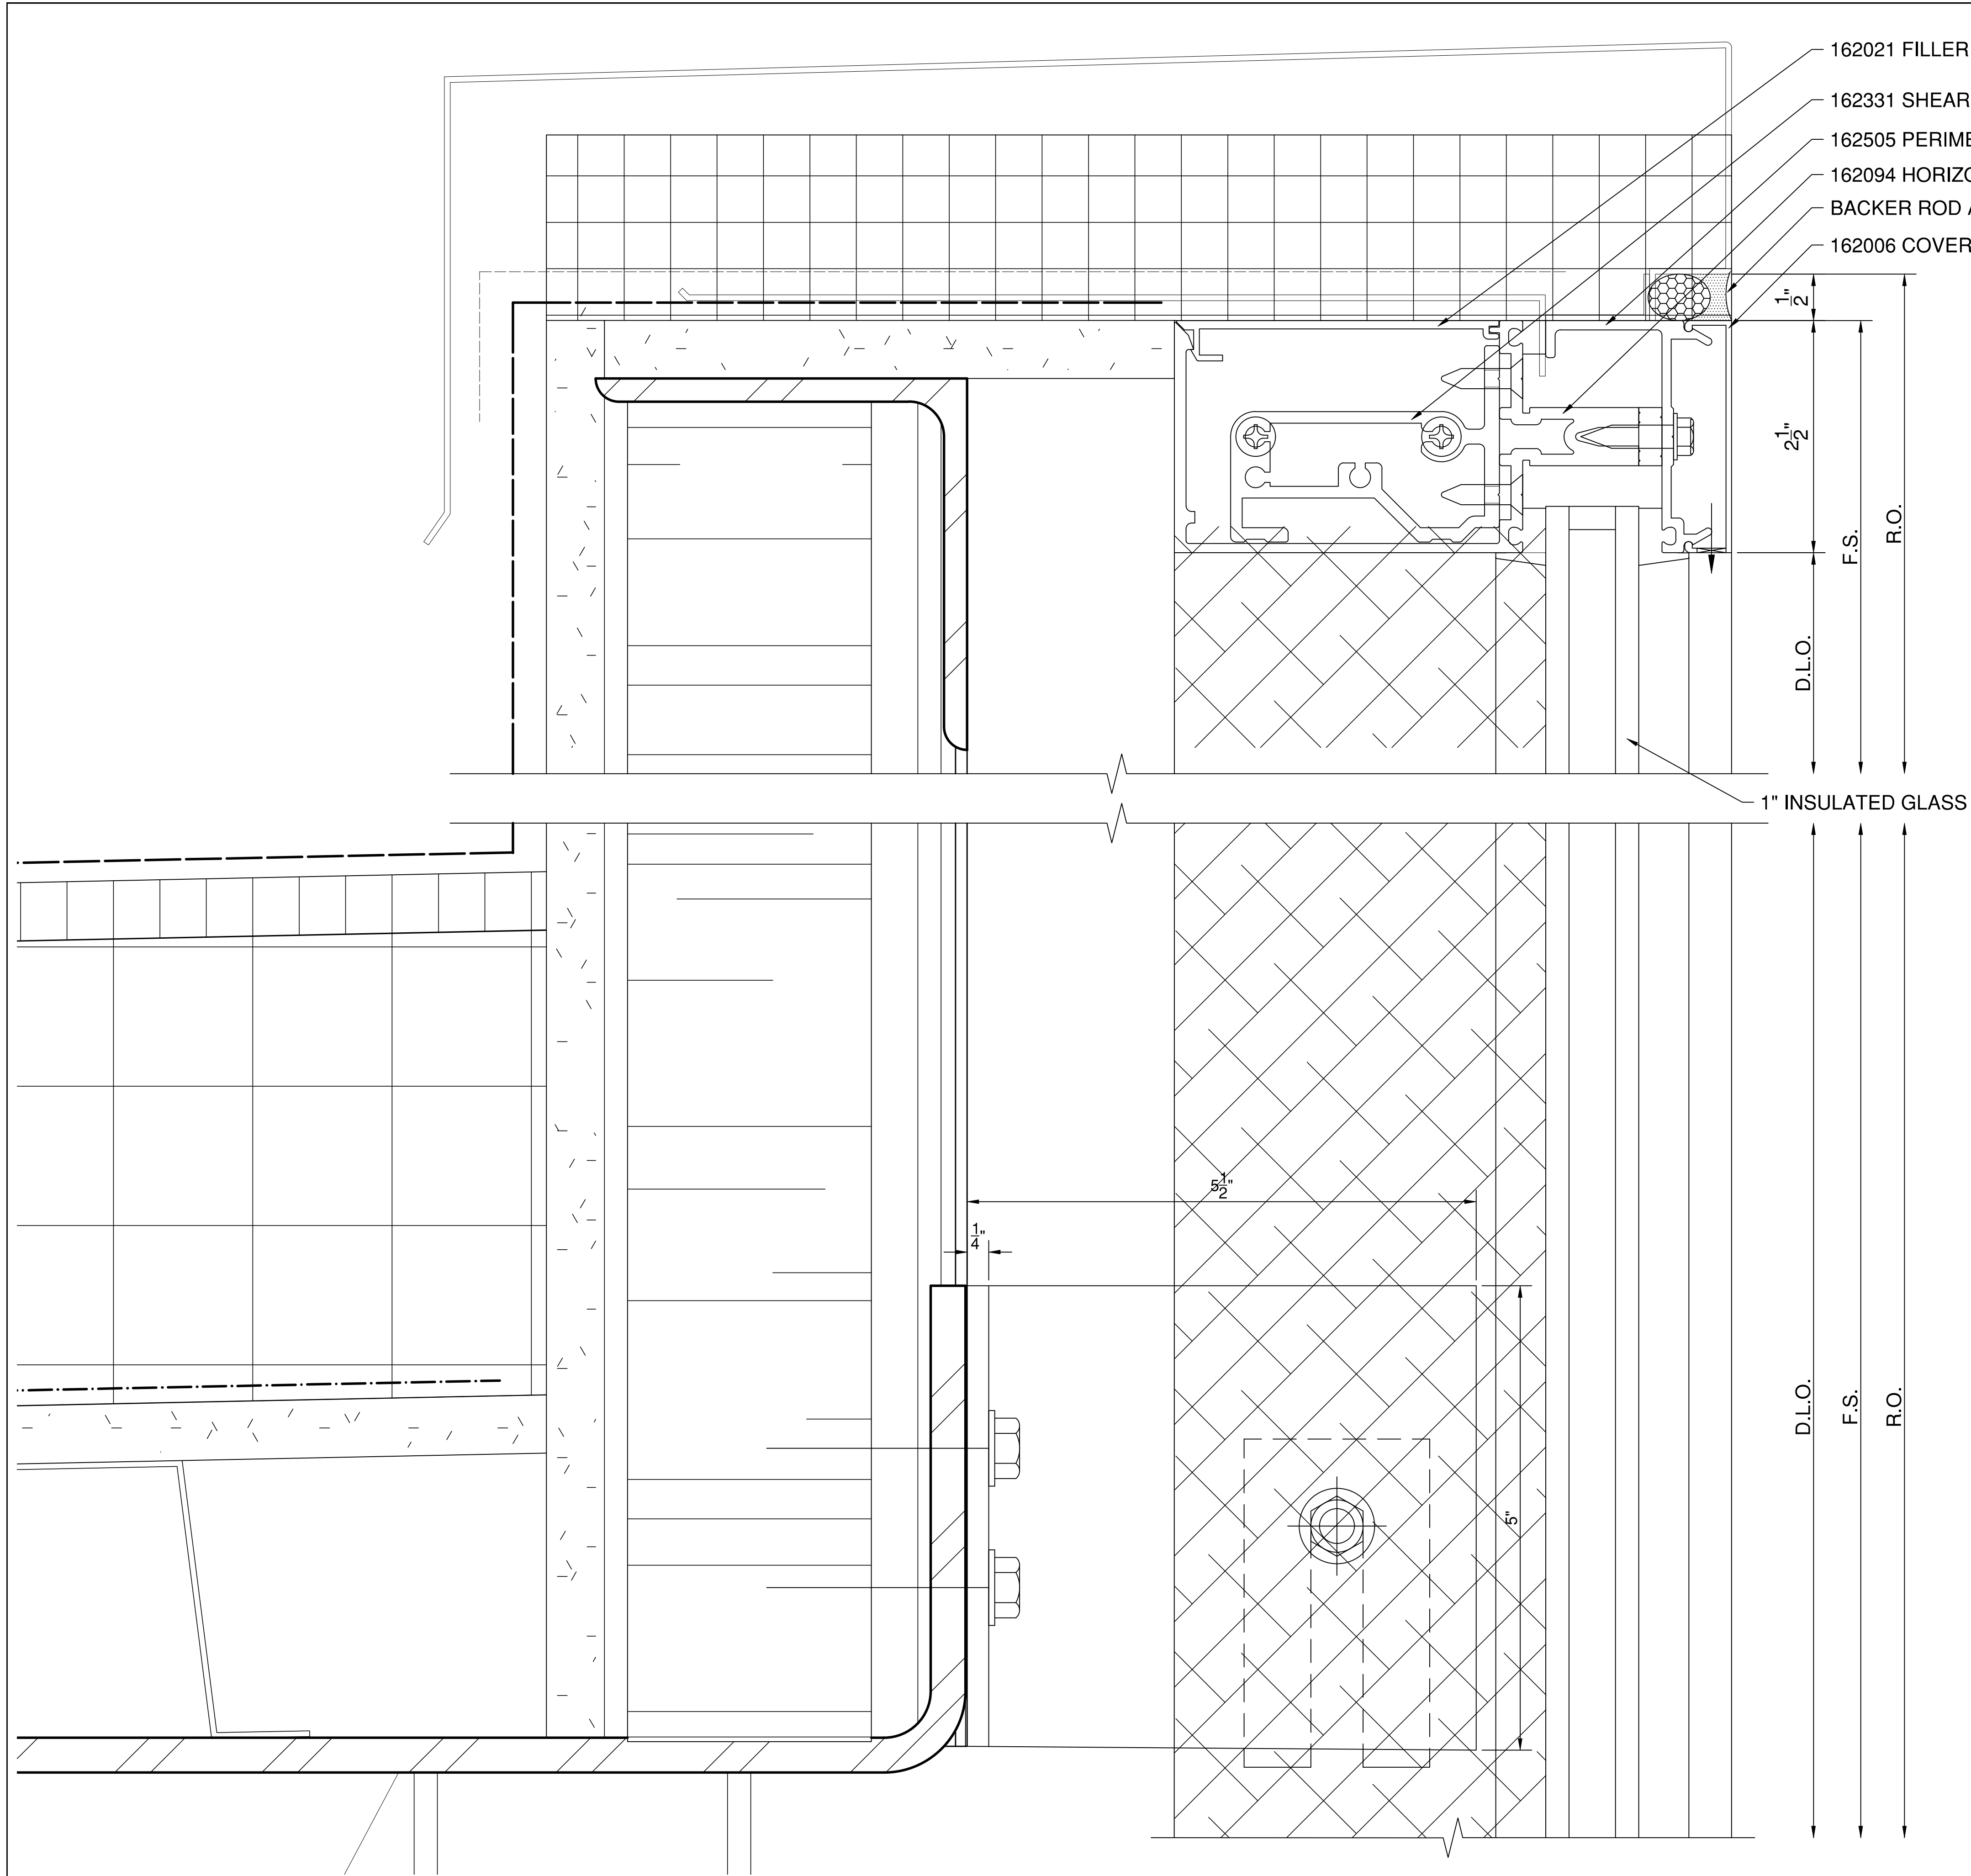 162021 FILLER
162331 SHEAR
162505 PERIME
162094 HORIZO
BACKER ROD A
162006 COVER
1/2"
2 1/2"
F.S.
R.O.
D.L.O.
1" INSULATED GLASS
5 1/2"
1/4"
D.L.O.
F.S.
R.O.
5"